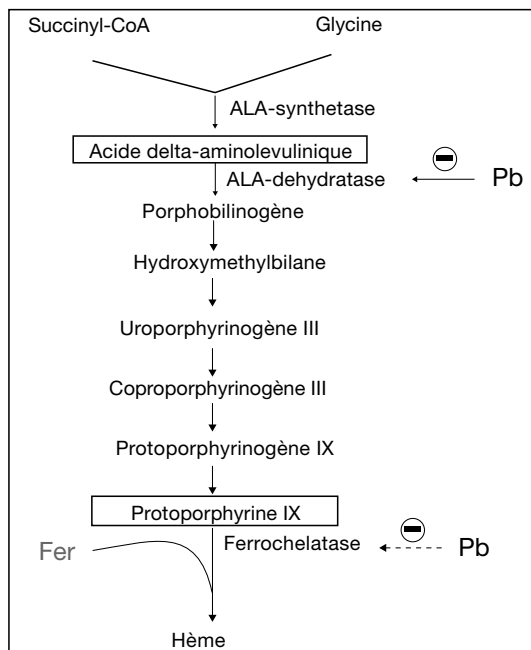 Succinyl-CoA
Glycine
ALA-synthetase
Acide delta-aminolevulinique
ALA-dehydratase
Pb
Porphobilinogène
Hydroxymethylbilane
Uroporphyrinogène III
Coproporphyrinogène III
Protoporphyrinogène IX
Protoporphyrine IX
Fer
Ferrochelatase
Pb
Hème